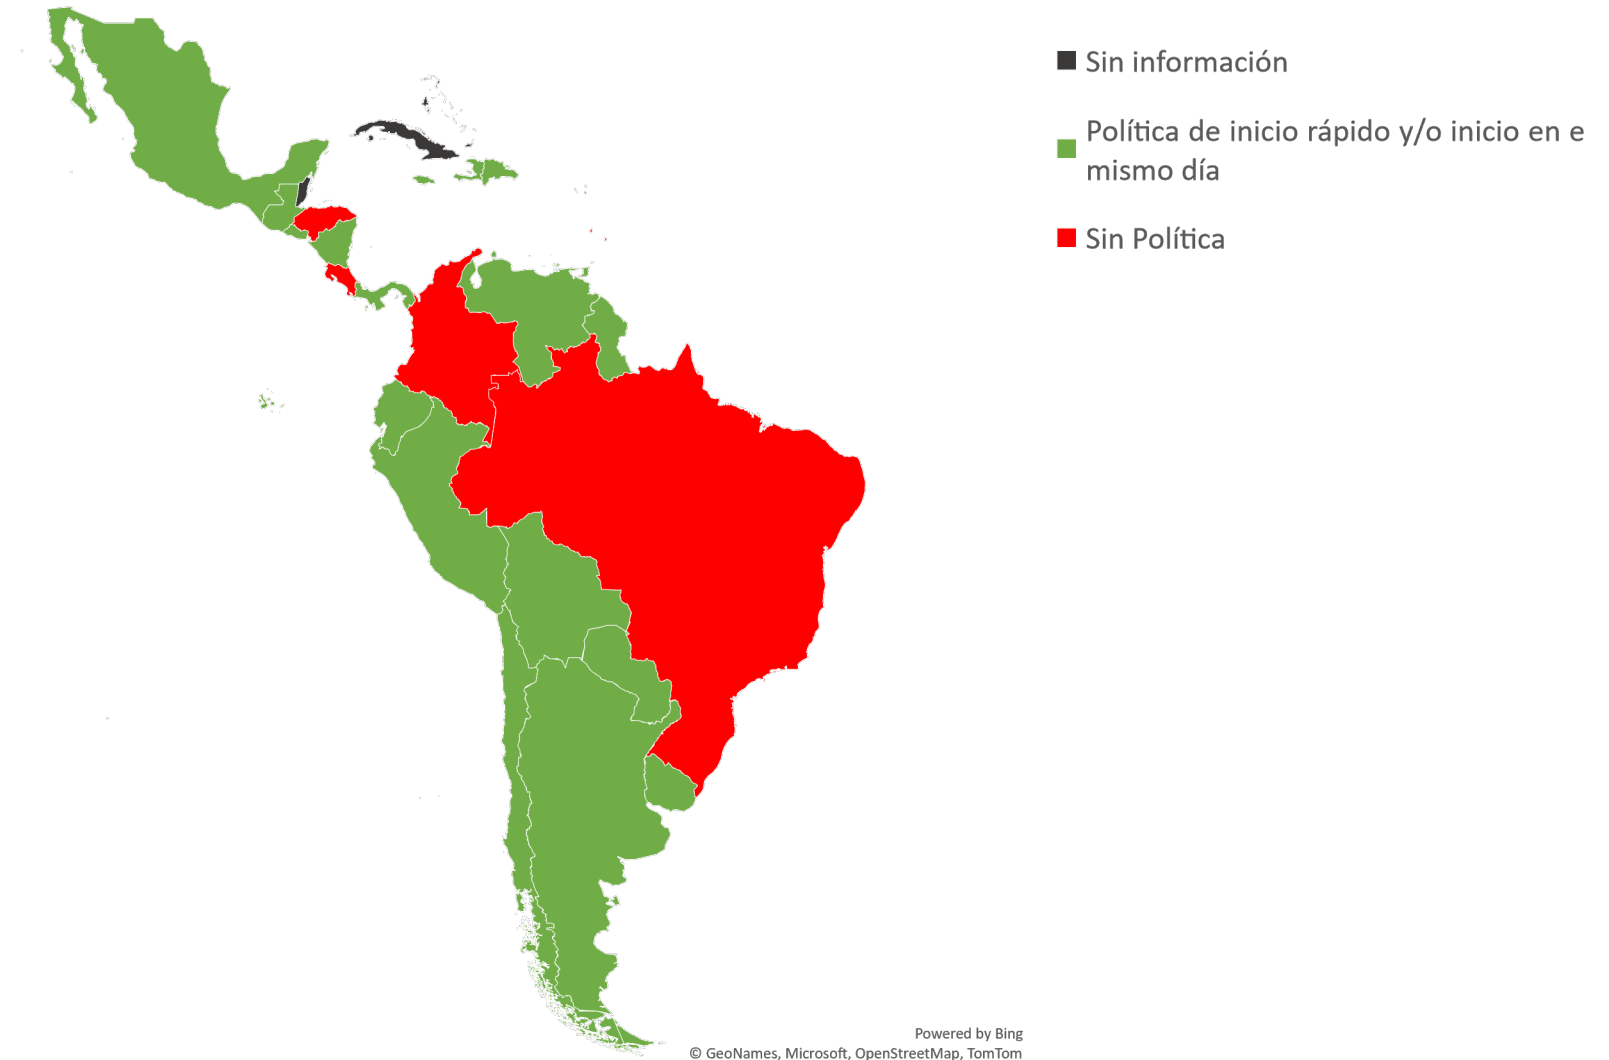 Sin información
Política de inicio rápido y/o inicio en e
mismo día
Sin Política
Powered by Bing
© GeoNames, Microsoft, OpenStreetMap, TomTom